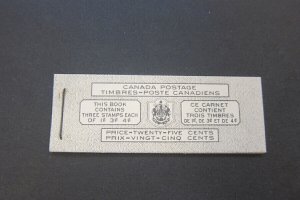 CANADA POSTAGE
TIMBRES-POSTE CANADIENS
THIS BOOK
CONTAINS
THREE STAMPS EACH
OF 1¢ 3¢ 4¢
CE CARNET
CONTIENT
TROIS TIMBRES
DE 1¢, DE 3¢ ET DE 4¢
PRICE-TWENTY-FIVE CENTS
PRIX-VINGT-CINQ CENTS